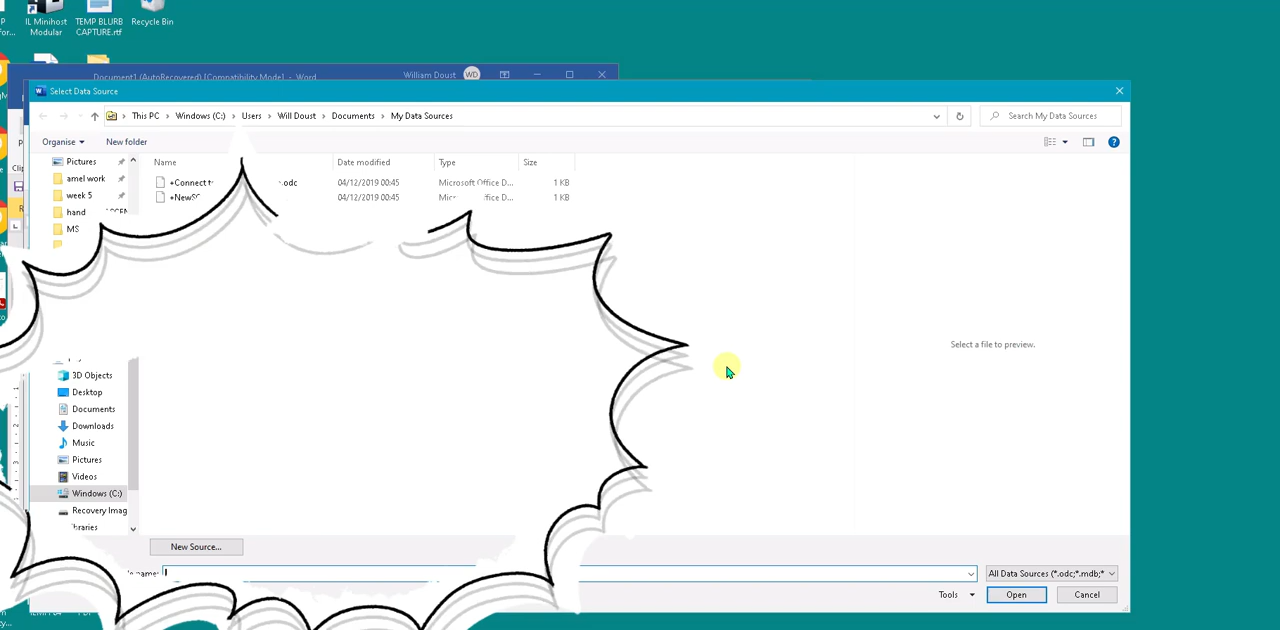 IL Minihost
Modular
TEMP BLURB
CAPTURE.rtf
Recycle Bin
Document1 (AutoRecovered) [Compatibility Mode] - Word
William Doust
WD
Select Data Source
This PC > Windows (C:) > Users > Will Doust > Documents > My Data Sources
Search My Data Sources
Organise
New folder
Pictures
amel work
week 5
hand
MS
Name
Date modified
Type
Size
+Connect
.odc
04/12/2019 00:45
Microsoft Office D...
1 KB
04/12/2019 00:45
1 KB
Select a file to preview.
3D Objects
Desktop
Documents
Downloads
Music
Pictures
Videos
Windows (C:)
Recovery Imag
New Source...
All Data Sources (*.odc;*.mdb;*
Tools
Open
Cancel